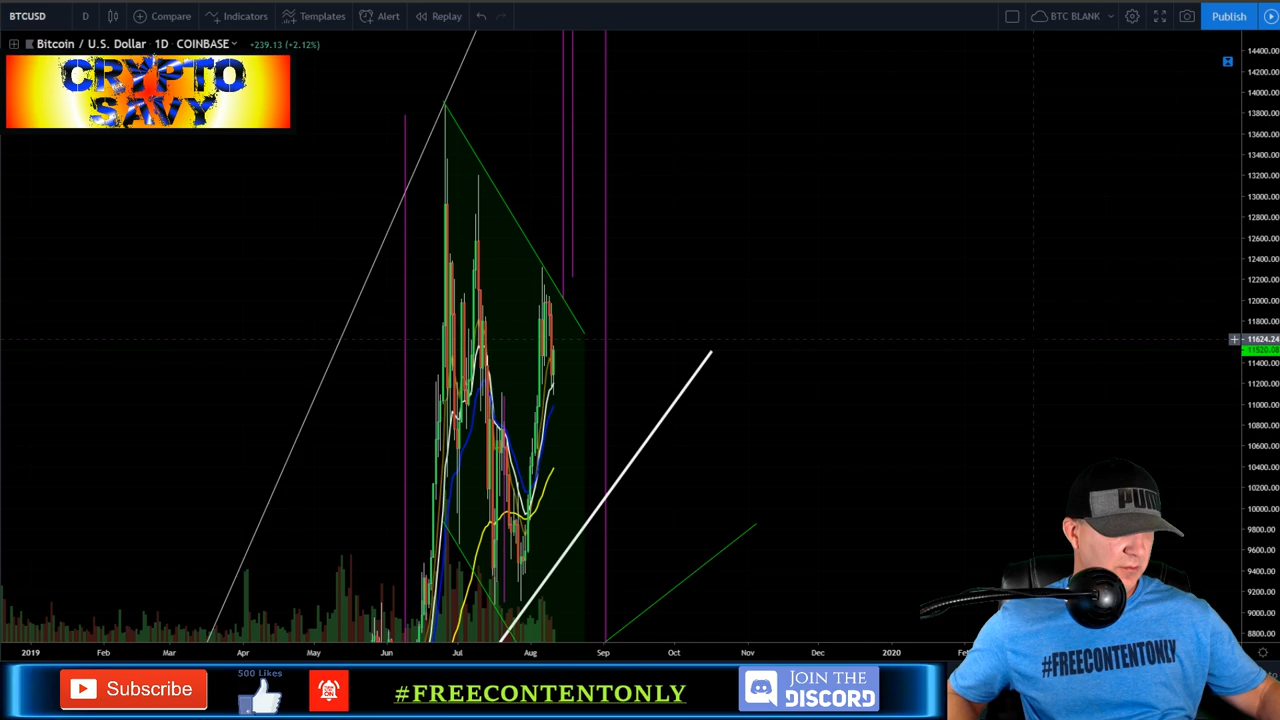 BTCUSD D Compare Indicators Templates Alert Replay BTC BLANK Publish
Bitcoin / U.S. Dollar 1D COINBASE +239.13 (+2.12%)
CRYPTO
SAVY
14400.00
14200.00
14000.00
13800.00
13600.00
13400.00
13200.00
13000.00
12800.00
12600.00
12400.00
12200.00
12000.00
11800.00
11624.24
11520.08
11400.00
11200.00
11000.00
10800.00
10600.00
10400.00
10200.00
10000.00
9800.00
9600.00
9400.00
9200.00
9000.00
8800.00
PUMA
#FREECONTENTONLY
2019 Feb Mar Apr May Jun Jul Aug Sep Oct Nov Dec 2020
Subscribe
500 Likes
#FREECONTENTONLY
JOIN THE
DISCORD